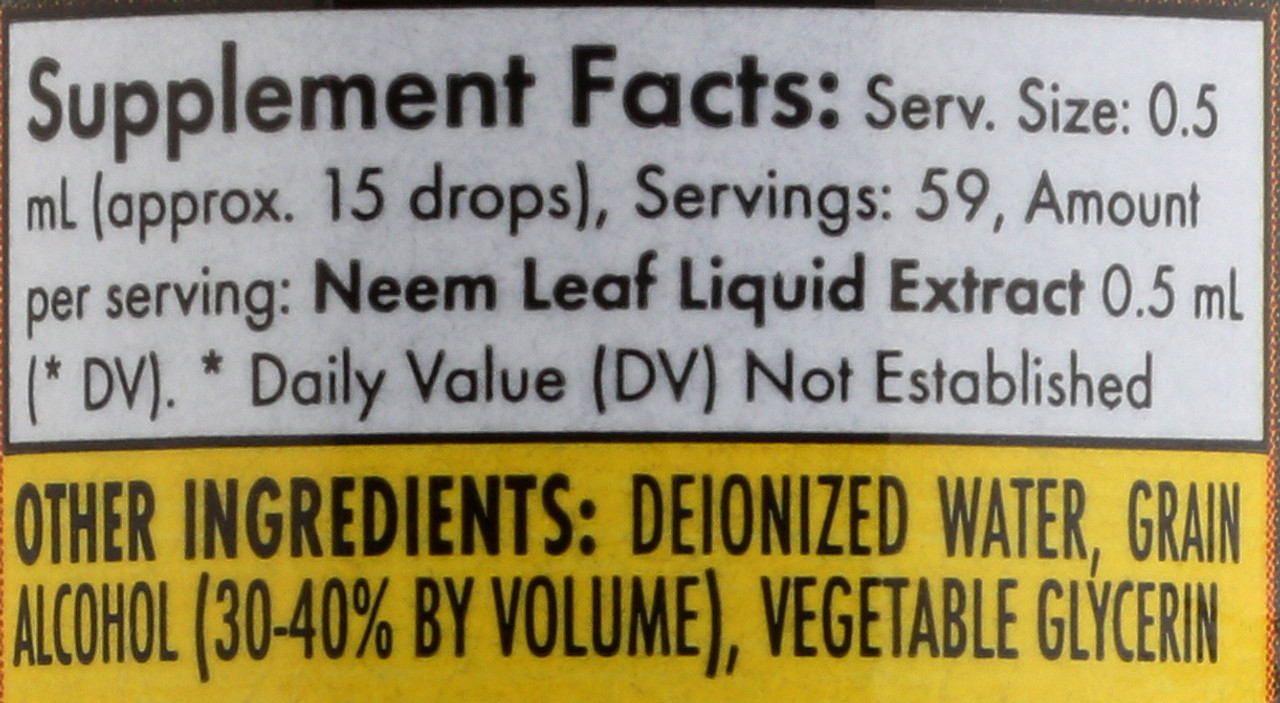 Supplement Facts: Serv. Size: 0.5
mL (approx. 15 drops), Servings: 59, Amount
per serving: Neem Leaf Liquid Extract 0.5 mL
(* DV). * Daily Value (DV) Not Established
OTHER INGREDIENTS: DEIONIZED WATER, GRAIN
ALCOHOL (30-40% BY VOLUME), VEGETABLE GLYCERIN